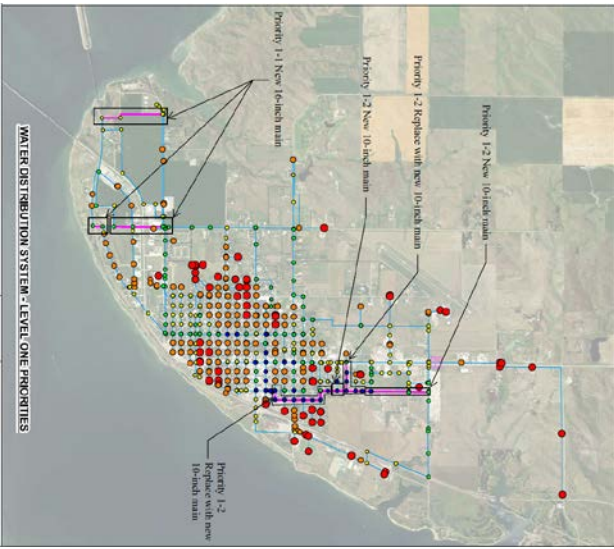 Priority 1-2 New 10-inch main
Priority 1-2 Replace with new 10-inch main
Priority 1-2 New 10-inch main
Priority 1-1 New 16-inch main
Priority 1-2
Replace with new
10-inch main
WATER DISTRIBUTION SYSTEM - LEVEL ONE PRIORITIES